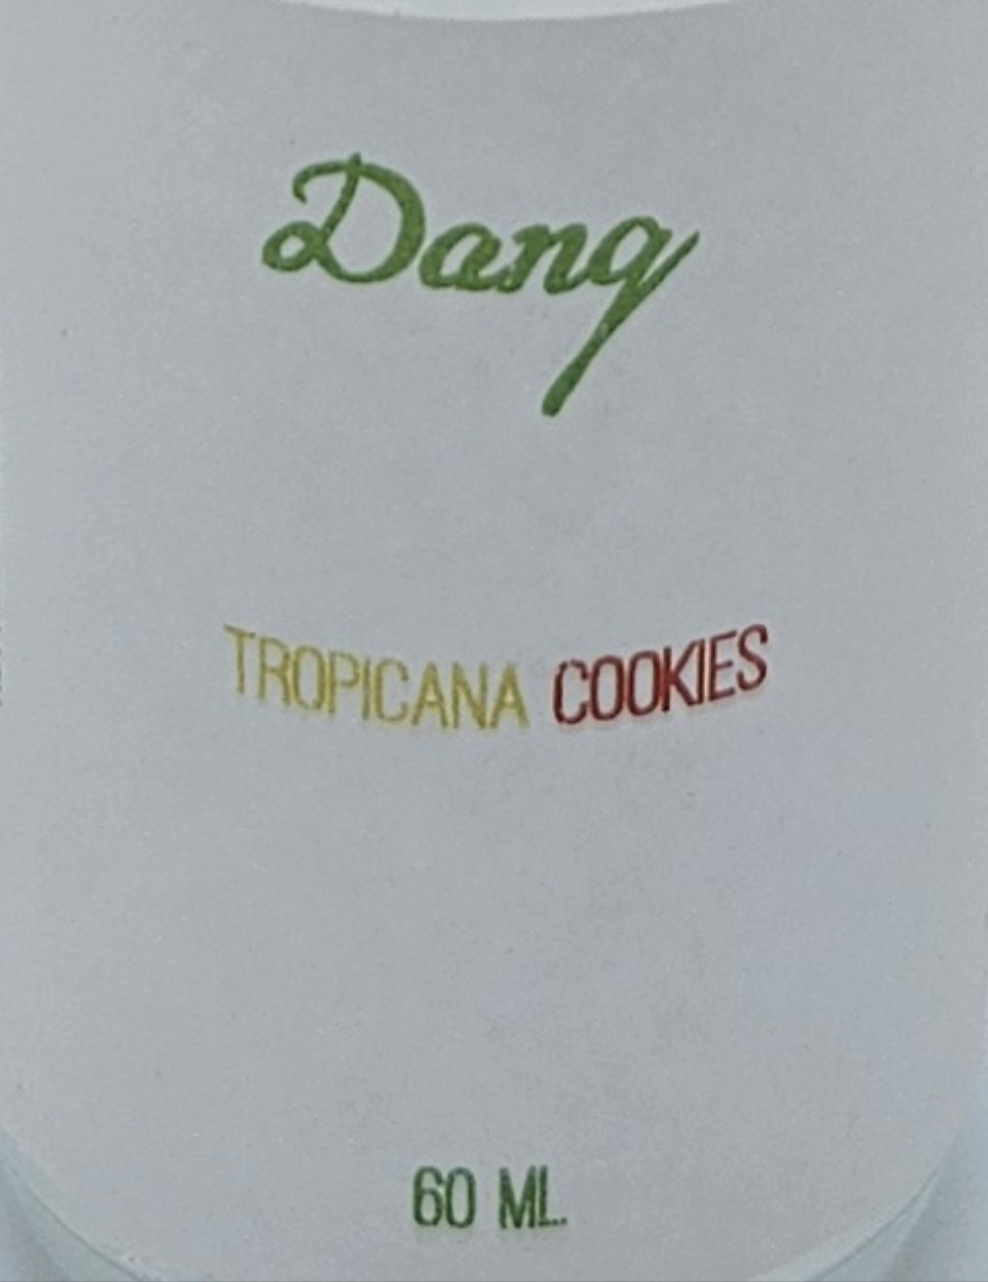 Dang
TROPICANA COOKIES
60 ML.